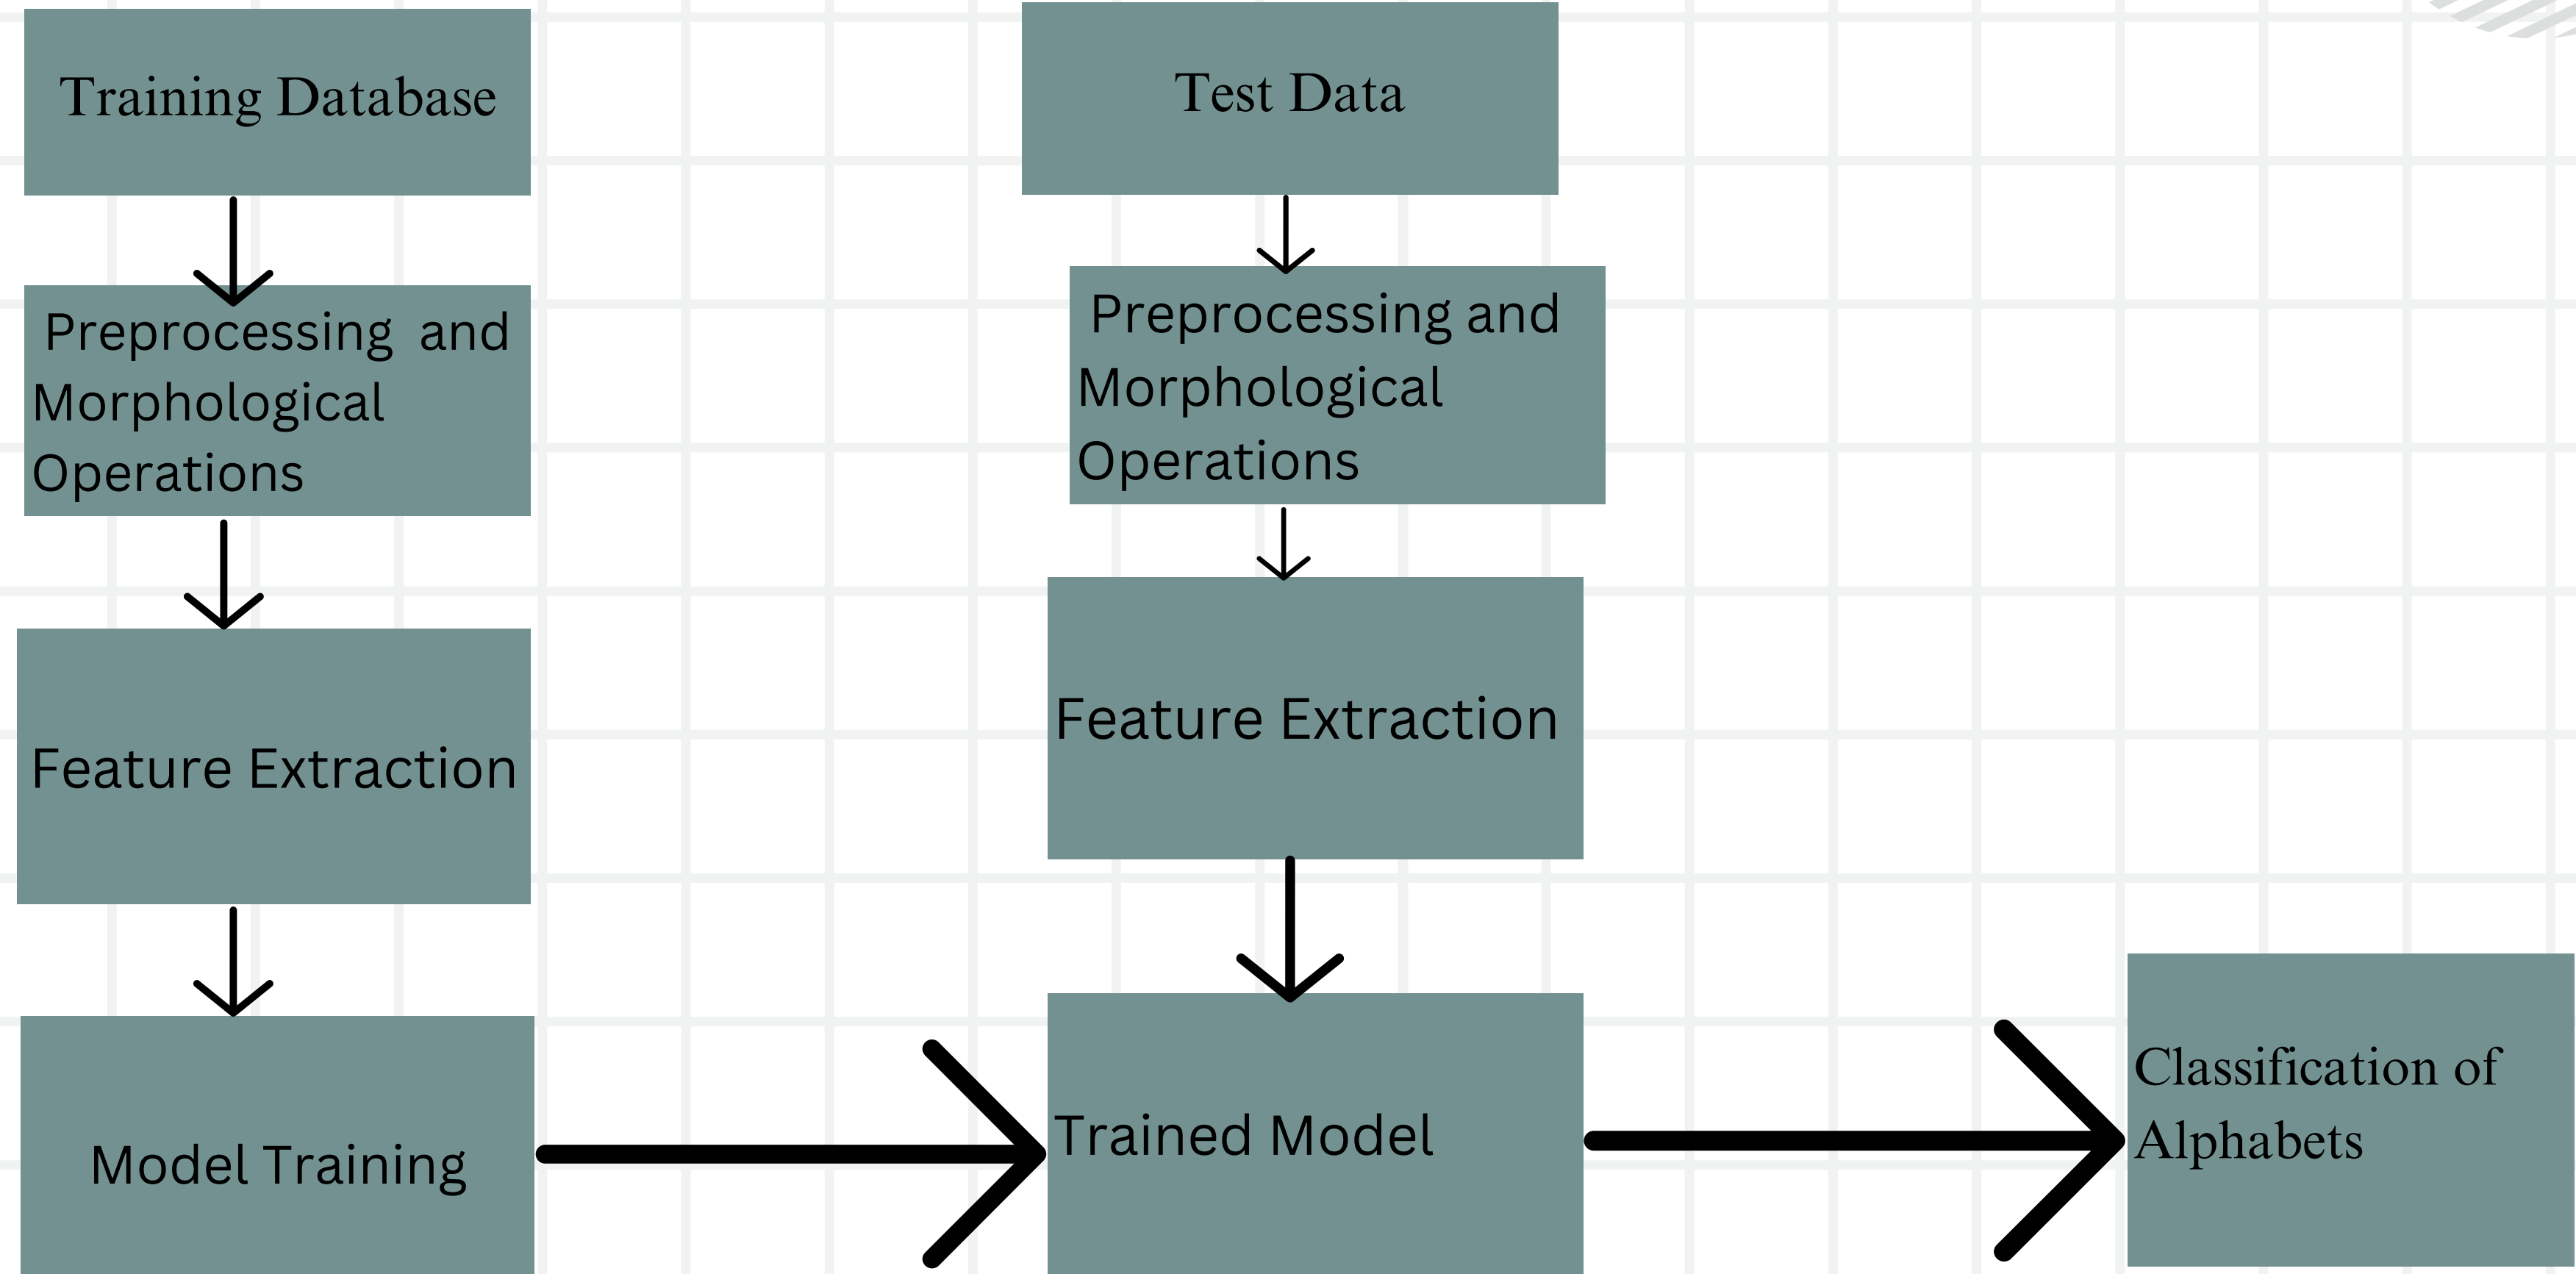 Training Database
Preprocessing and
Morphological
Operations
Feature Extraction
Model Training
Test Data
Preprocessing and
Morphological
Operations
Feature Extraction
Trained Model
Classification of
Alphabets